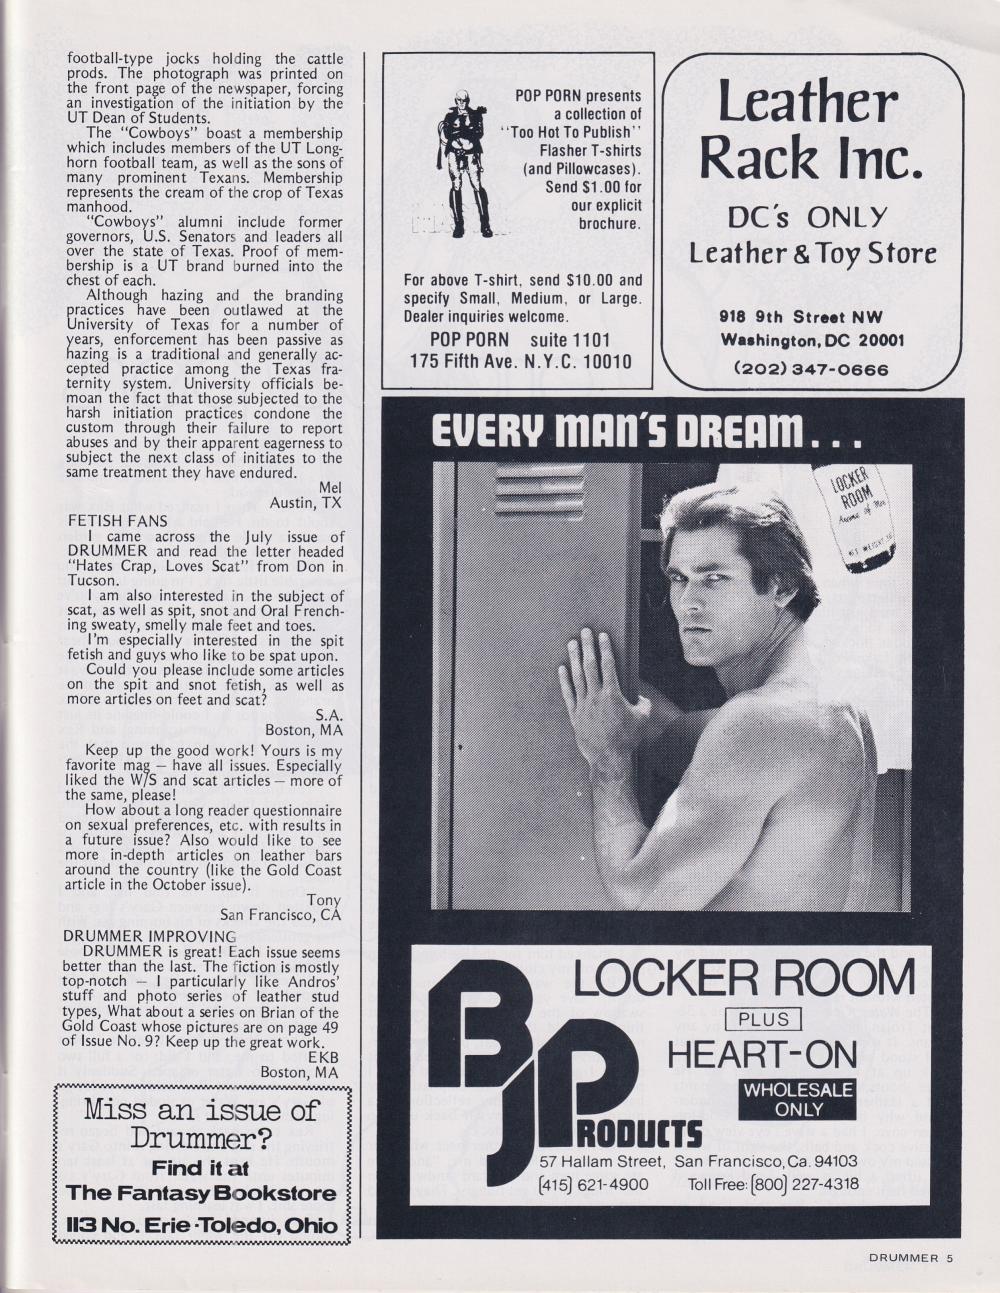 football-type jocks holding the cattle
prods. The photograph was printed on
the front page of the newspaper, forcing
an investigation of the initiation by the
UT Dean of Students.
The "Cowboys" boast a membership
which includes members of the UT Long-
horn football team, as well as the sons of
many prominent Texans. Membership
represents the cream of the crop of Texas
manhood.
"Cowboys" alumni include former
governors, U.S. Senators and leaders all
over the state of Texas. Proof of mem-
bership is a UT brand burned into the
chest of each.
Although hazing and the branding
practices have been outlawed at the
University of Texas for a number of
years, enforcement has been passive as
hazing is a traditional and generally ac-
cepted practice among the Texas fra-
ternity system. University officials be-
moan the fact that those subjected to the
harsh initiation practices condone the
custom through their failure to report
abuses and by their apparent eagerness to
subject the next class of initiates to the
same treatment they have endured.
Mel
Austin, TX
FETISH FANS
I came across the July issue of
DRUMMER and read the letter headed
"Hates Crap, Loves Scat" from Don in
Tucson.
I am also interested in the subject of
scat, as well as spit, snot and Oral French-
ing sweaty, smelly male feet and toes.
I'm especially interested in the spit
fetish and guys who like to be spat upon.
Could you please include some articles
on the spit and snot fetish, as well as
more articles on feet and scat?
S.A.
Boston, MA
Keep up the good work! Yours is my
favorite mag — have all issues. Especially
liked the W/S and scat articles — more of
the same, please!
How about a long reader questionnaire
on sexual preferences, etc. with results in
a future issue? Also would like to see
more in-depth articles on leather bars
around the country (like the Gold Coast
article in the October issue).
Tony
San Francisco, CA
DRUMMER IMPROVING
DRUMMER is great! Each issue seems
better than the last. The fiction is mostly
top-notch — I particularly like Andros'
stuff and photo series of leather stud
types, What about a series on Brian of the
Gold Coast whose pictures are on page 49
of Issue No. 9? Keep up the great work.
EKB
Boston, MA
Miss an issue of
Drummer?
Find it at
The Fantasy Bookstore
113 No. Erie · Toledo, Ohio
POP PORN presents
a collection of
"Too Hot To Publish"
Flasher T-shirts
(and Pillowcases).
Send $1.00 for
our explicit
brochure.
For above T-shirt, send $10.00 and
specify Small, Medium, or Large.
Dealer inquiries welcome.
POP PORN suite 1101
175 Fifth Ave. N.Y.C. 10010
Leather
Rack Inc.
DC's ONLY
Leather & Toy Store
918 9th Street NW
Washington, DC 20001
(202) 347-0666
EVERY MAN'S DREAM...
LOCKER
ROOM
Aroma of Men
NET WEIGHT
BJ PRODUCTS
LOCKER ROOM
PLUS
HEART-ON
WHOLESALE
ONLY
57 Hallam Street, San Francisco, Ca. 94103
(415) 621-4900 Toll Free: (800) 227-4318
DRUMMER 5